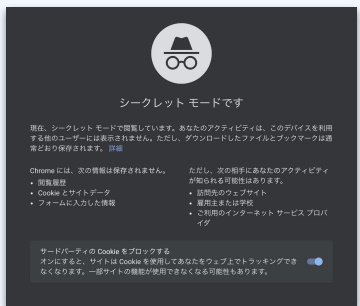 シークレット モードです
現在、シークレット モードで閲覧しています。あなたのアクティビティは、このデバイスを利用
する他のユーザーには表示されません。ただし、ダウンロードしたファイルとブックマークは通
常どおり保存されます。 詳細
Chrome には、次の情報は保存されません。
• 閲覧履歴
• Cookie とサイトデータ
• フォームに入力した情報
ただし、次の相手にあなたのアクティビティ
が知られる可能性はあります。
• 訪問先のウェブサイト
• 雇用主または学校
• ご利用のインターネット サービス プロバ
イダ
サードパーティの Cookie をブロックする
オンにすると、サイトは Cookie を使用してあなたをウェブ上でトラッキングでき
なくなります。一部サイトの機能が使用できなくなる可能性もあります。